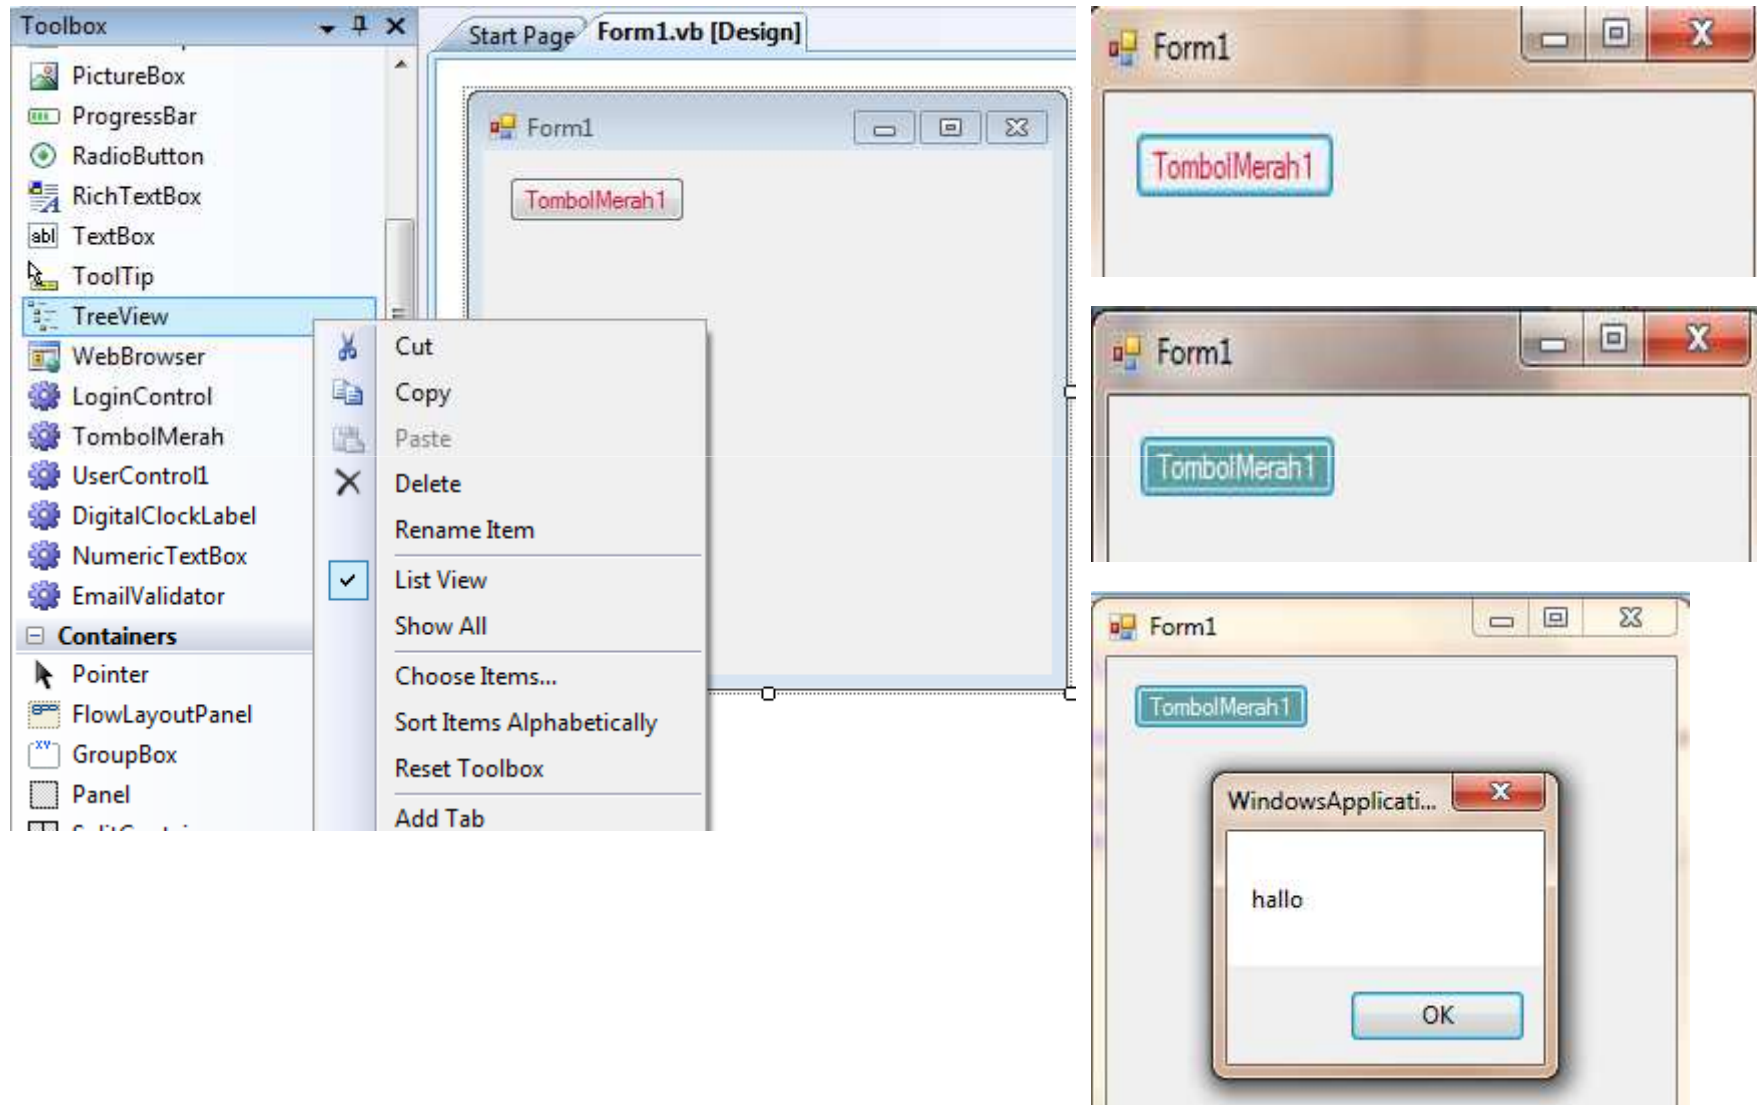 Toolbox
PictureBox
ProgressBar
RadioButton
RichTextBox
abl TextBox
ToolTip
TreeView
WebBrowser
LoginControl
TombolMerah
UserControl1
DigitalClockLabel
NumericTextBox
EmailValidator
Containers
Pointer
FlowLayoutPanel
GroupBox
Panel
Cut
Copy
Paste
Delete
Rename Item
List View
Show All
Choose Items...
Sort Items Alphabetically
Reset Toolbox
Add Tab
Start Page Form1.vb [Design]
Form1
TombolMerah1
Form1
TombolMerah1
Form1
TombolMerah1
Form1
TombolMerah1
WindowsApplicati...
hallo
OK